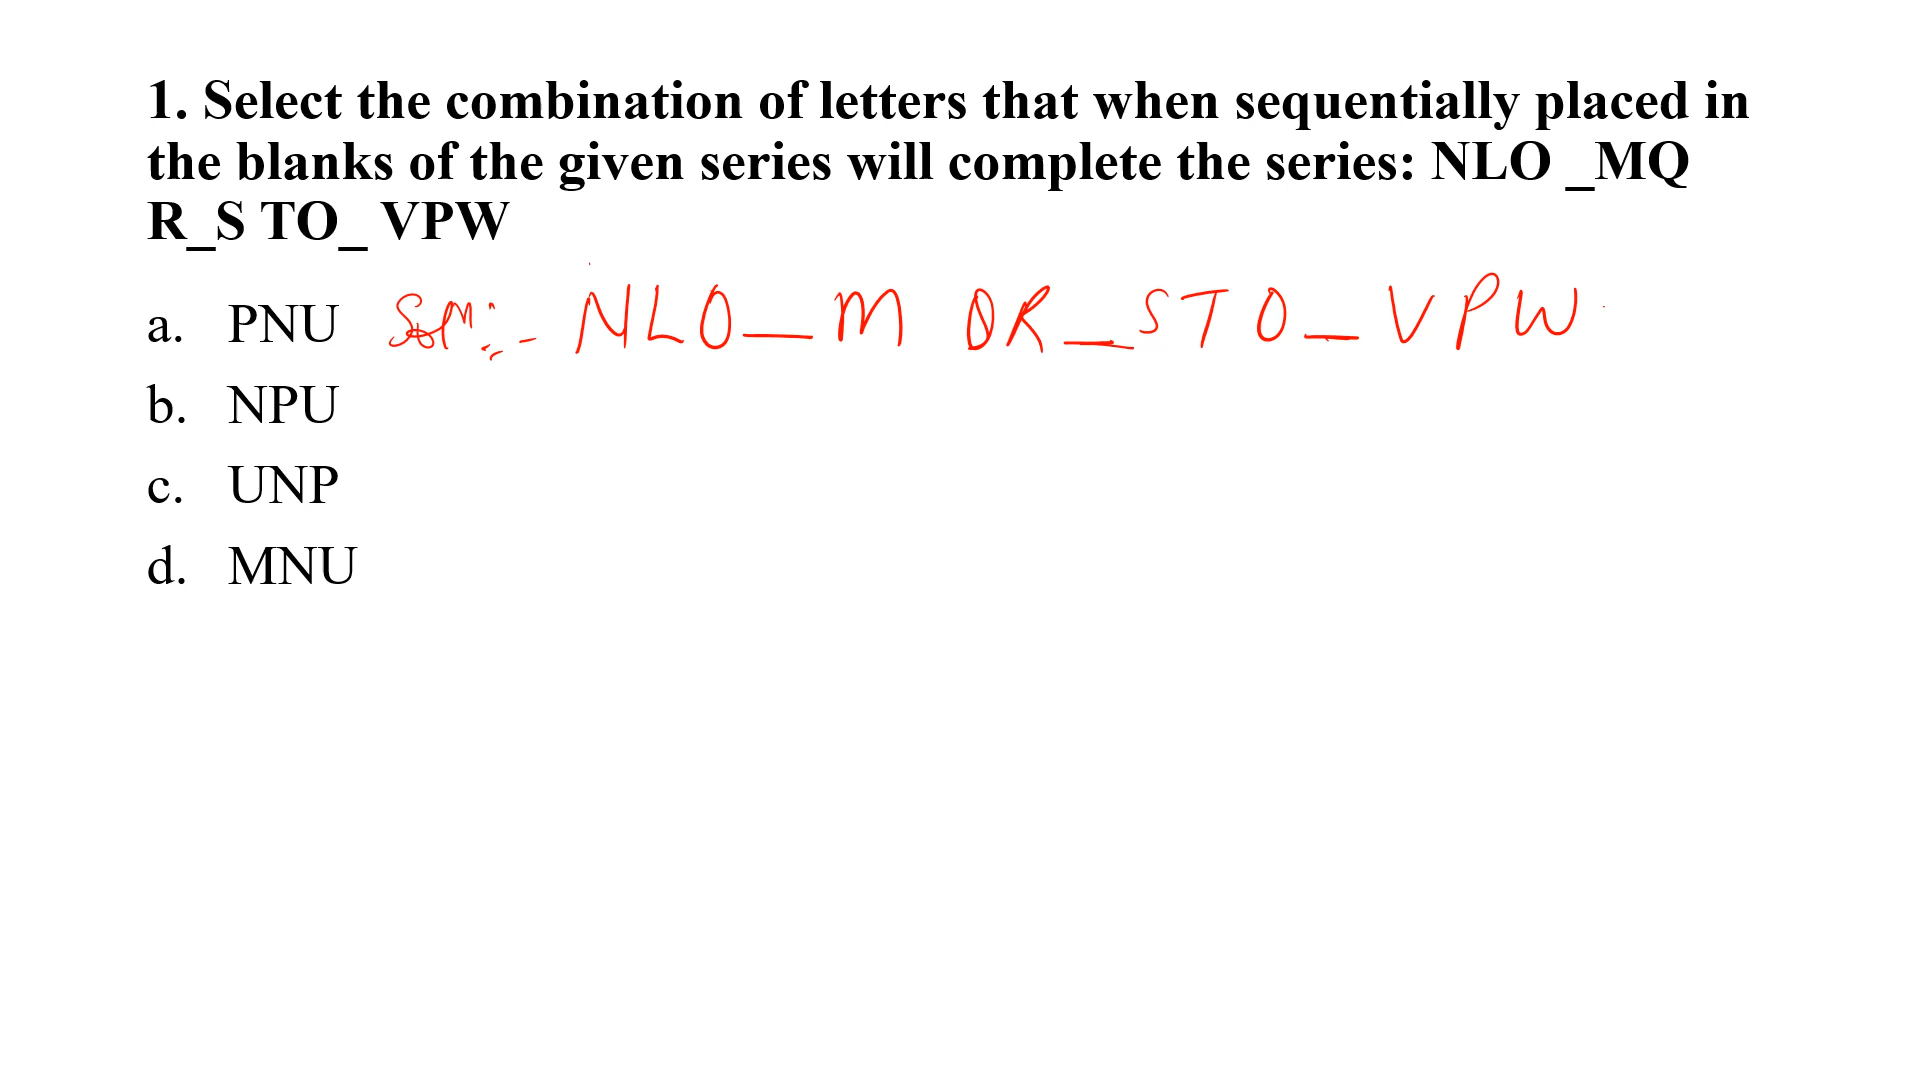 1. Select the combination of letters that when sequentially placed in
the blanks of the given series will complete the series: NLO _MQ
R_S TO_ VPW
a. PNU
NLO_M QR_STO_VPW
b. NPU
c. UNP
d. MNU